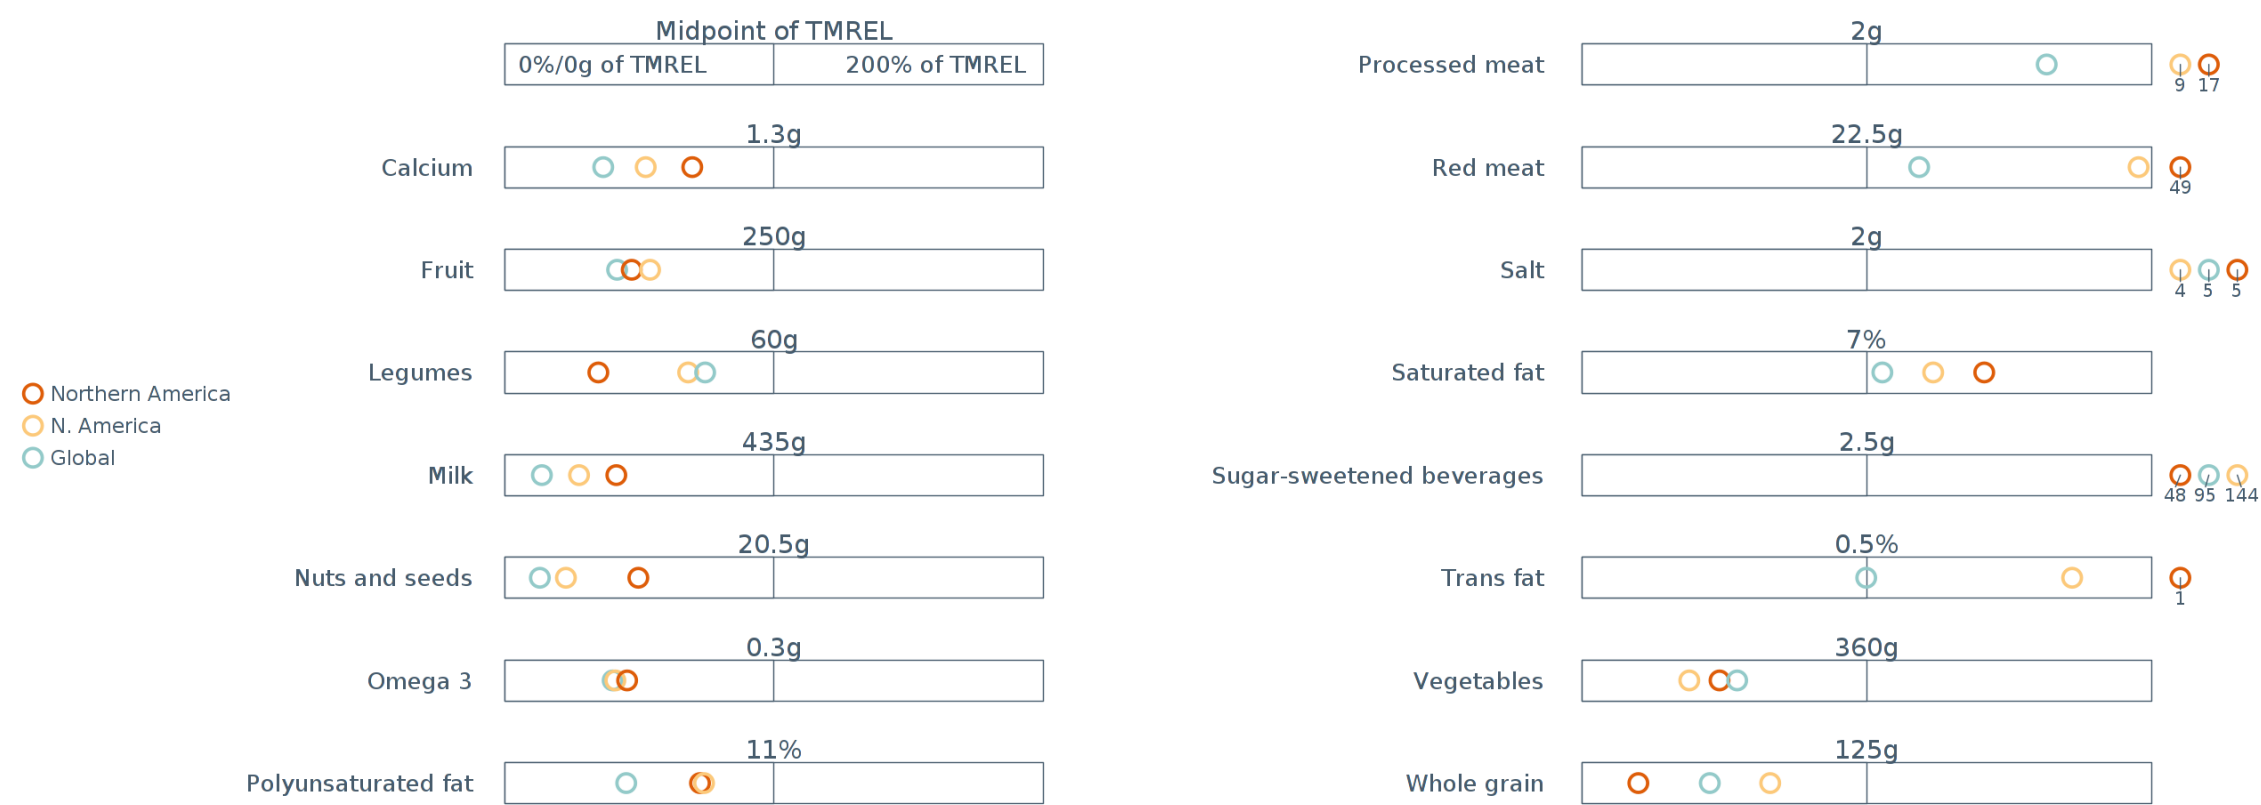 Midpoint of TMREL
0%/0g of TMREL
200% of TMREL
1.3g
Calcium
250g
Fruit
60g
Legumes
435g
Milk
20.5g
Nuts and seeds
0.3g
Omega 3
11%
Polyunsaturated fat
Northern America
N. America
Global
2g
Processed meat
9 17
22.5g
Red meat
49
2g
Salt
4 5 5
7%
Saturated fat
2.5g
Sugar-sweetened beverages
48 95 144
0.5%
Trans fat
1
360g
Vegetables
125g
Whole grain